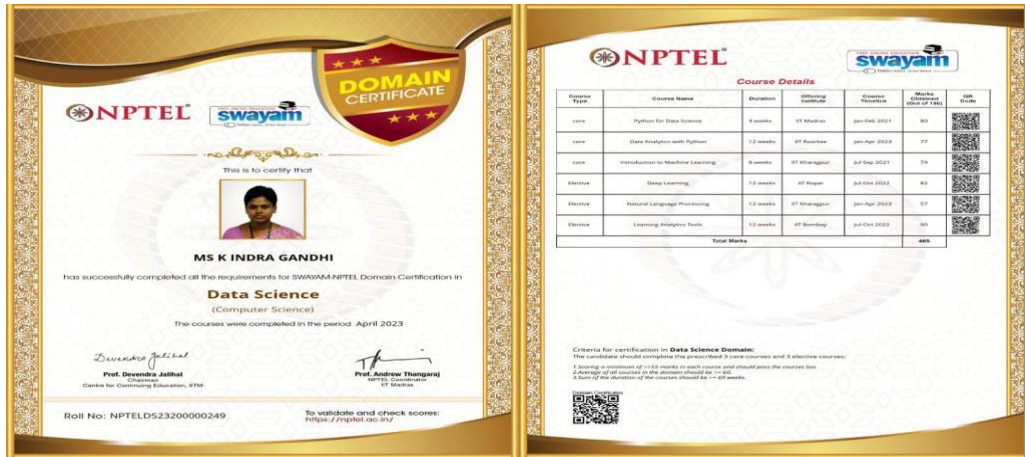 DOMAIN
CERTIFICATE
NPTEL
FREE ONLINE EDUCATION
swayam
This is to certify that
MS K INDRA GANDHI
has successfully completed all the requirements for SWAYAM-NPTEL Domain Certification in
Data Science
(Computer Science)
The courses were completed in the period April 2023
Devendra Jalihal
Prof. Devendra Jalihal
Chairman
Centre for Continuing Education, IITM
Prof. Andrew Thangaraj
NPTEL Coordinator
IIT Madras
Roll No: NPTELDS23200000249
To validate and check scores:
https://nptel.ac.in/
NPTEL
FREE ONLINE EDUCATION
swayam
Course Details
Course Type Course Name Duration Offering Institute Course Timeline Marks Obtained (Out of 100) QR Code
core Python for Data Science 4 weeks IIT Madras Jan-Feb 2021 80
core Data Analytics with Python 12 weeks IIT Roorkee Jan-Apr 2023 77
core Introduction to Machine Learning 8 weeks IIT Kharagpur Jul-Sep 2021 79
Elective Deep Learning 12 weeks IIT Ropar Jul-Oct 2022 82
Elective Natural Language Processing 12 weeks IIT Kharagpur Jan-Apr 2023 57
Elective Learning Analytics Tools 12 weeks IIT Bombay Jul-Oct 2022 90
Total Marks 465
Criteria for certification in Data Science Domain:
The candidate should complete the prescribed 3 core courses and 3 elective courses:
1.Scoring a minimum of >=55 marks in each course and should pass the courses too.
2.Average of all courses in the domain should be >= 60.
3.Sum of the duration of the courses should be >= 60 weeks.